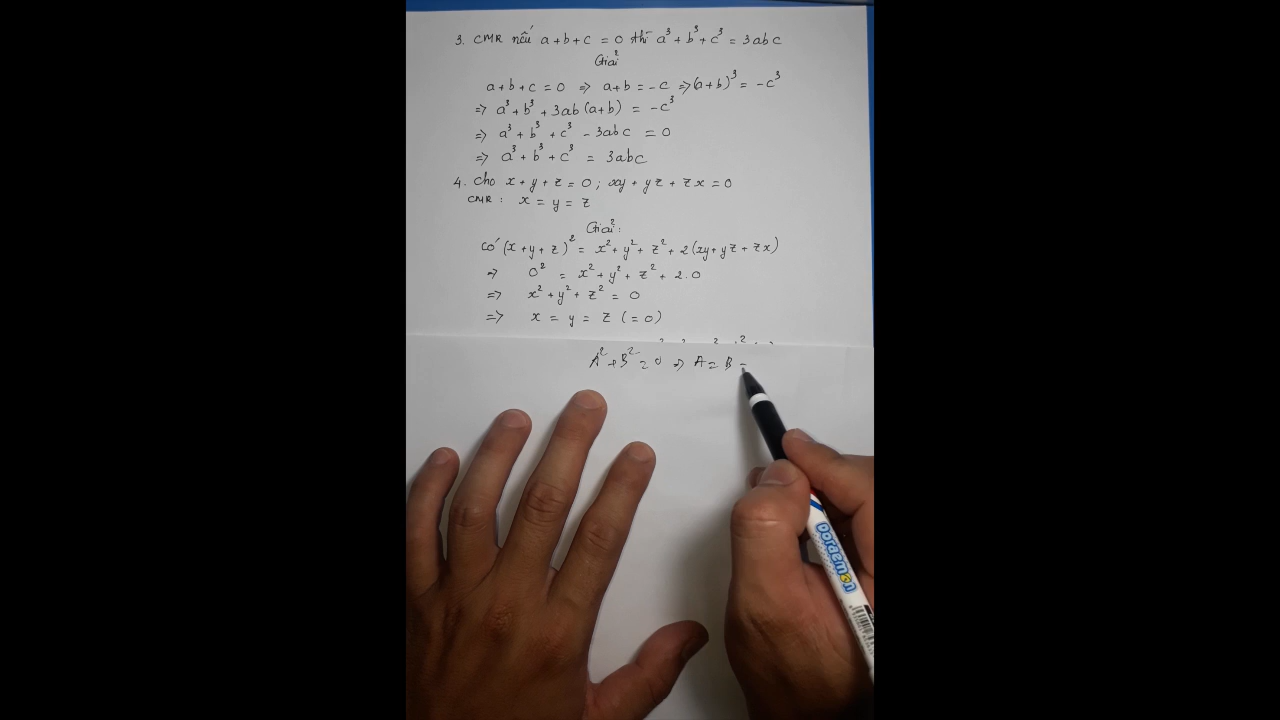 3. CMR nếu a+b+c = 0 thì a³ + b³ + c³ = 3abc
Giải
a+b+c = 0 => a+b = -c => (a+b)³ = -c³
=> a³ + b³ + 3ab(a+b) = -c³
=> a³ + b³ + c³ - 3abc = 0
=> a³ + b³ + c³ = 3abc
4. Cho x+y+z = 0 ; xy + yz + zx = 0
CMR : x = y = z
Giải :
Có (x+y+z)² = x² + y² + z² + 2(xy + yz + zx)
=> 0² = x² + y² + z² + 2.0
=> x² + y² + z² = 0
=> x = y = z (= 0)
A² + B² = 0 => A = B =
Doraemon